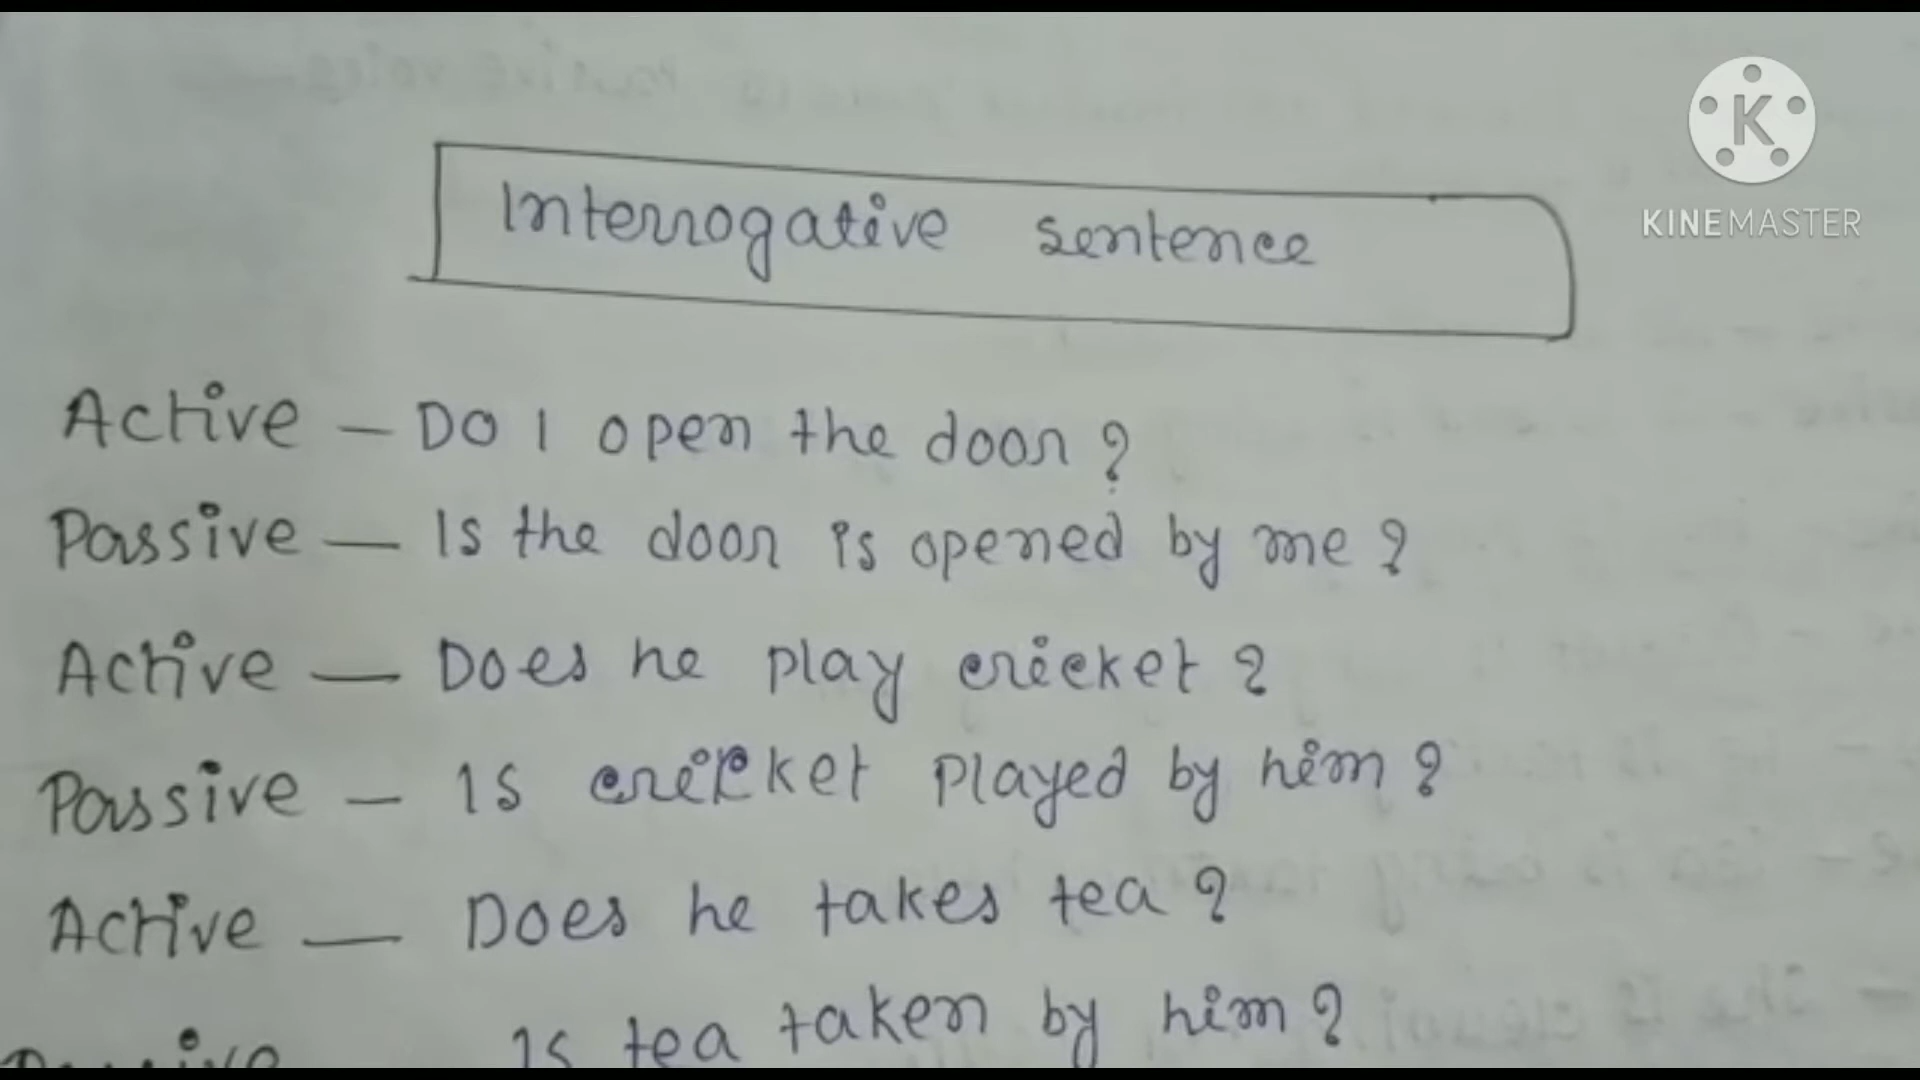 Interrogative sentence
K
KINEMASTER
Active - Do I open the door?
Passive - Is the door is opened by me?
Active - Does he play cricket?
Passive - Is cricket played by him?
Active - Does he takes tea?
Passive Is tea taken by him?